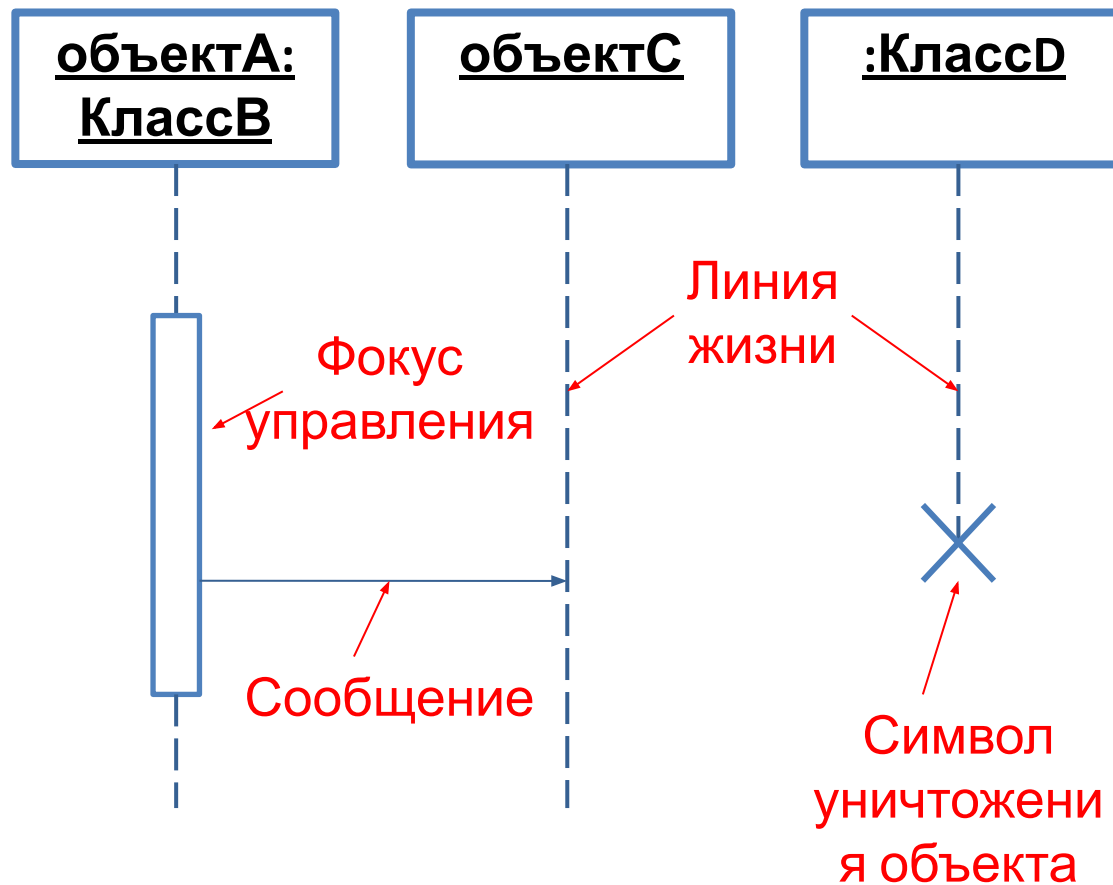 объектА:
КлассВ
объектС
:КлассD
Линия
жизни
Фокус
управления
Сообщение
Символ
уничтожени
я объекта